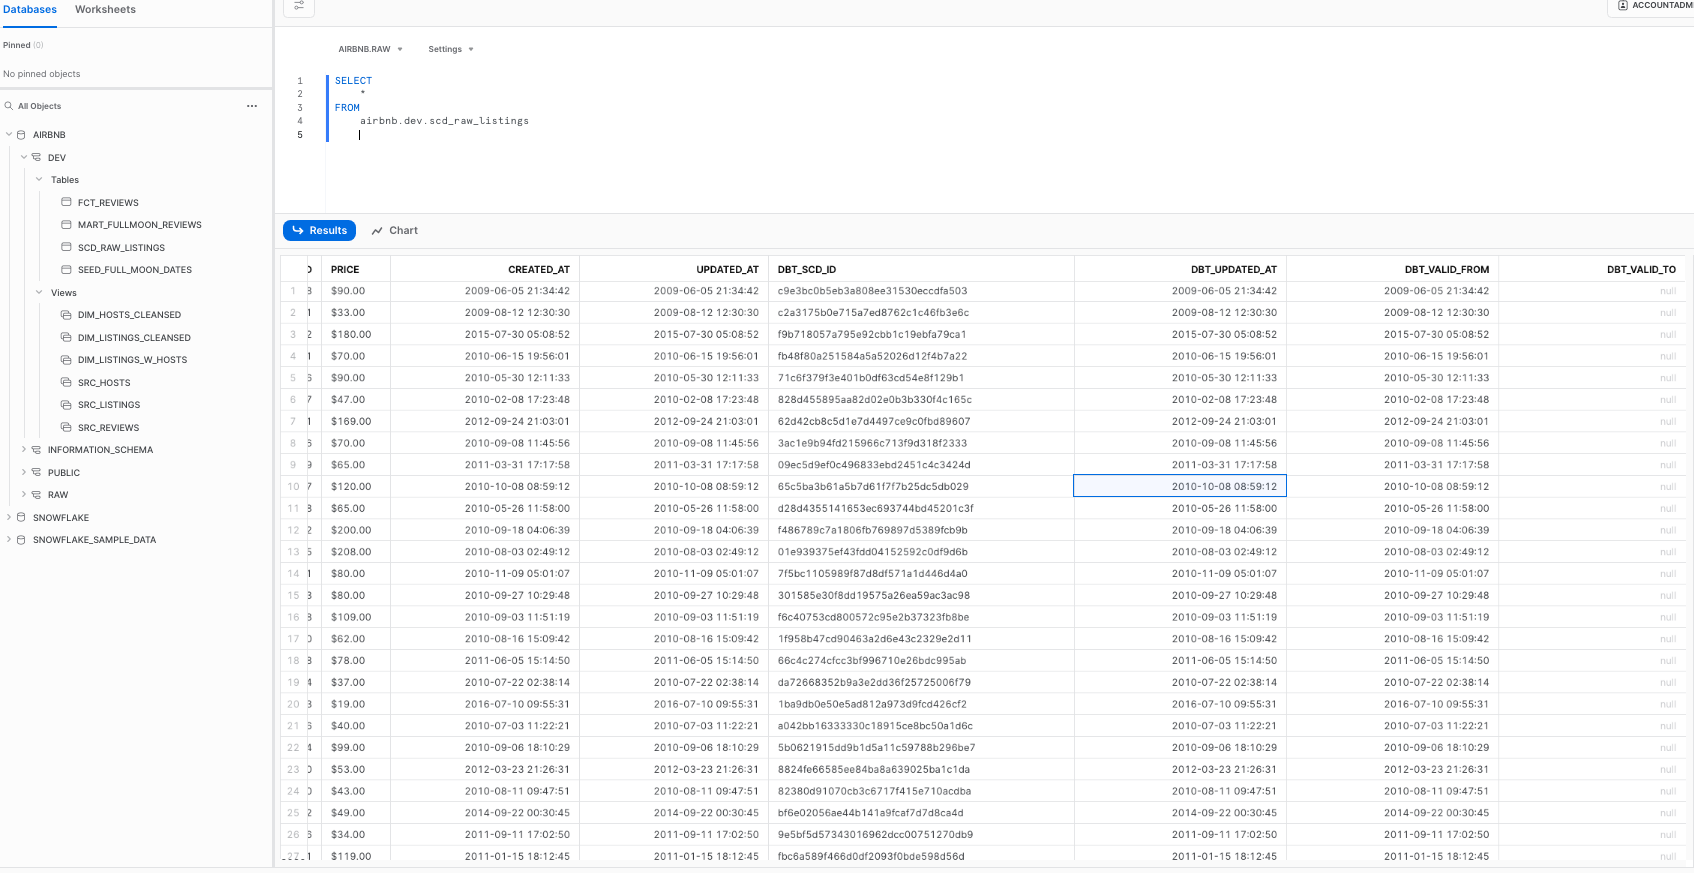 Databases Worksheets
Pinned (0)
No pinned objects
All Objects ...
AIRBNB
DEV
Tables
FCT_REVIEWS
MART_FULLMOON_REVIEWS
SCD_RAW_LISTINGS
SEED_FULL_MOON_DATES
Views
DIM_HOSTS_CLEANSED
DIM_LISTINGS_CLEANSED
DIM_LISTINGS_W_HOSTS
SRC_HOSTS
SRC_LISTINGS
SRC_REVIEWS
INFORMATION_SCHEMA
PUBLIC
RAW
SNOWFLAKE
SNOWFLAKE_SAMPLE_DATA
ACCOUNTADM
AIRBNB.RAW Settings
1 SELECT
2 *
3 FROM
4 airbnb.dev.scd_raw_listings
5
Results Chart
PRICE CREATED_AT UPDATED_AT DBT_SCD_ID DBT_UPDATED_AT DBT_VALID_FROM DBT_VALID_TO
1 8 $90.00 2009-06-05 21:34:42 2009-06-05 21:34:42 c9e3bc0b5eb3a808ee31530eccdfa503 2009-06-05 21:34:42 2009-06-05 21:34:42 null
2 1 $33.00 2009-08-12 12:30:30 2009-08-12 12:30:30 c2a3175b0e715a7ed8762c1c46fb3e6c 2009-08-12 12:30:30 2009-08-12 12:30:30 null
3 2 $180.00 2015-07-30 05:08:52 2015-07-30 05:08:52 f9b718057a795e92cbb1c19ebfa79ca1 2015-07-30 05:08:52 2015-07-30 05:08:52 null
4 1 $70.00 2010-06-15 19:56:01 2010-06-15 19:56:01 fb48f80a251584a5a52026d12f4b7a22 2010-06-15 19:56:01 2010-06-15 19:56:01 null
5 6 $90.00 2010-05-30 12:11:33 2010-05-30 12:11:33 71c6f379f3e401b0df63cd54e8f129b1 2010-05-30 12:11:33 2010-05-30 12:11:33 null
6 7 $47.00 2010-02-08 17:23:48 2010-02-08 17:23:48 828d455895aa82d02e0b3b330f4c165c 2010-02-08 17:23:48 2010-02-08 17:23:48 null
7 1 $169.00 2012-09-24 21:03:01 2012-09-24 21:03:01 62d42cb8c5d1e7d4497ce9c0fbd89607 2012-09-24 21:03:01 2012-09-24 21:03:01 null
8 6 $70.00 2010-09-08 11:45:56 2010-09-08 11:45:56 3ac1e9b94fd215966c713f9d318f2333 2010-09-08 11:45:56 2010-09-08 11:45:56 null
9 9 $65.00 2011-03-31 17:17:58 2011-03-31 17:17:58 09ec5d9ef0c496833ebd2451c4c3424d 2011-03-31 17:17:58 2011-03-31 17:17:58 null
10 7 $120.00 2010-10-08 08:59:12 2010-10-08 08:59:12 65c5ba3b61a5b7d61f7f7b25dc5db029 2010-10-08 08:59:12 2010-10-08 08:59:12 null
11 8 $65.00 2010-05-26 11:58:00 2010-05-26 11:58:00 d28d4355141653ec693744bd45201c3f 2010-05-26 11:58:00 2010-05-26 11:58:00 null
12 2 $200.00 2010-09-18 04:06:39 2010-09-18 04:06:39 f486789c7a1806fb769897d5389fcb9b 2010-09-18 04:06:39 2010-09-18 04:06:39 null
13 5 $208.00 2010-08-03 02:49:12 2010-08-03 02:49:12 01e939375ef43fdd04152592c0df9d6b 2010-08-03 02:49:12 2010-08-03 02:49:12 null
14 1 $80.00 2010-11-09 05:01:07 2010-11-09 05:01:07 7f5bc1105989f87d8df571a1d446d4a0 2010-11-09 05:01:07 2010-11-09 05:01:07 null
15 3 $80.00 2010-09-27 10:29:48 2010-09-27 10:29:48 301585e30f8dd19575a26ea59ac3ac98 2010-09-27 10:29:48 2010-09-27 10:29:48 null
16 8 $109.00 2010-09-03 11:51:19 2010-09-03 11:51:19 f6c40753cd800572c95e2b37323fb8be 2010-09-03 11:51:19 2010-09-03 11:51:19 null
17 0 $62.00 2010-08-16 15:09:42 2010-08-16 15:09:42 1f958b47cd90463a2d6e43c2329e2d11 2010-08-16 15:09:42 2010-08-16 15:09:42 null
18 8 $78.00 2011-06-05 15:14:50 2011-06-05 15:14:50 66c4c274cfcc3bf996710e26bdc995ab 2011-06-05 15:14:50 2011-06-05 15:14:50 null
19 4 $37.00 2010-07-22 02:38:14 2010-07-22 02:38:14 da72668352b9a3e2dd36f25725006f79 2010-07-22 02:38:14 2010-07-22 02:38:14 null
20 3 $19.00 2016-07-10 09:55:31 2016-07-10 09:55:31 1ba9db0e50e5ad812a973d9fcd426cf2 2016-07-10 09:55:31 2016-07-10 09:55:31 null
21 6 $40.00 2010-07-03 11:22:21 2010-07-03 11:22:21 a042bb16333330c18915ce8bc50a1d6c 2010-07-03 11:22:21 2010-07-03 11:22:21 null
22 4 $99.00 2010-09-06 18:10:29 2010-09-06 18:10:29 5b0621915dd9b1d5a11c59788b296be7 2010-09-06 18:10:29 2010-09-06 18:10:29 null
23 0 $53.00 2012-03-23 21:26:31 2012-03-23 21:26:31 8824fe66585ee84ba8a639025ba1c1da 2012-03-23 21:26:31 2012-03-23 21:26:31 null
24 0 $43.00 2010-08-11 09:47:51 2010-08-11 09:47:51 82380d91070cb3c6717f415e710acdba 2010-08-11 09:47:51 2010-08-11 09:47:51 null
25 2 $49.00 2014-09-22 00:30:45 2014-09-22 00:30:45 bf6e02056ae44b141a9fcaf7d7d8ca4d 2014-09-22 00:30:45 2014-09-22 00:30:45 null
26 6 $34.00 2011-09-11 17:02:50 2011-09-11 17:02:50 9e5bf5d57343016962dcc00751270db9 2011-09-11 17:02:50 2011-09-11 17:02:50 null
27 1 $119.00 2011-01-15 18:12:45 2011-01-15 18:12:45 fbc6a589f466d0df2093f0bde598d56d 2011-01-15 18:12:45 2011-01-15 18:12:45 null